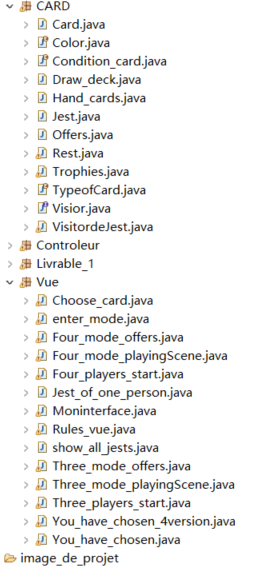 CARD
Card.java
Color.java
Condition_card.java
Draw_deck.java
Hand_cards.java
Jest.java
Offers.java
Rest.java
Trophies.java
TypeofCard.java
Visior.java
VisitordeJest.java
Controleur
Livrable_1
Vue
Choose_card.java
enter_mode.java
Four_mode_offers.java
Four_mode_playingScene.java
Four_players_start.java
Jest_of_one_person.java
Moninterface.java
Rules_vue.java
show_all_jests.java
Three_mode_offers.java
Three_mode_playingScene.java
Three_players_start.java
You_have_chosen_4version.java
You_have_chosen.java
image_de_projet